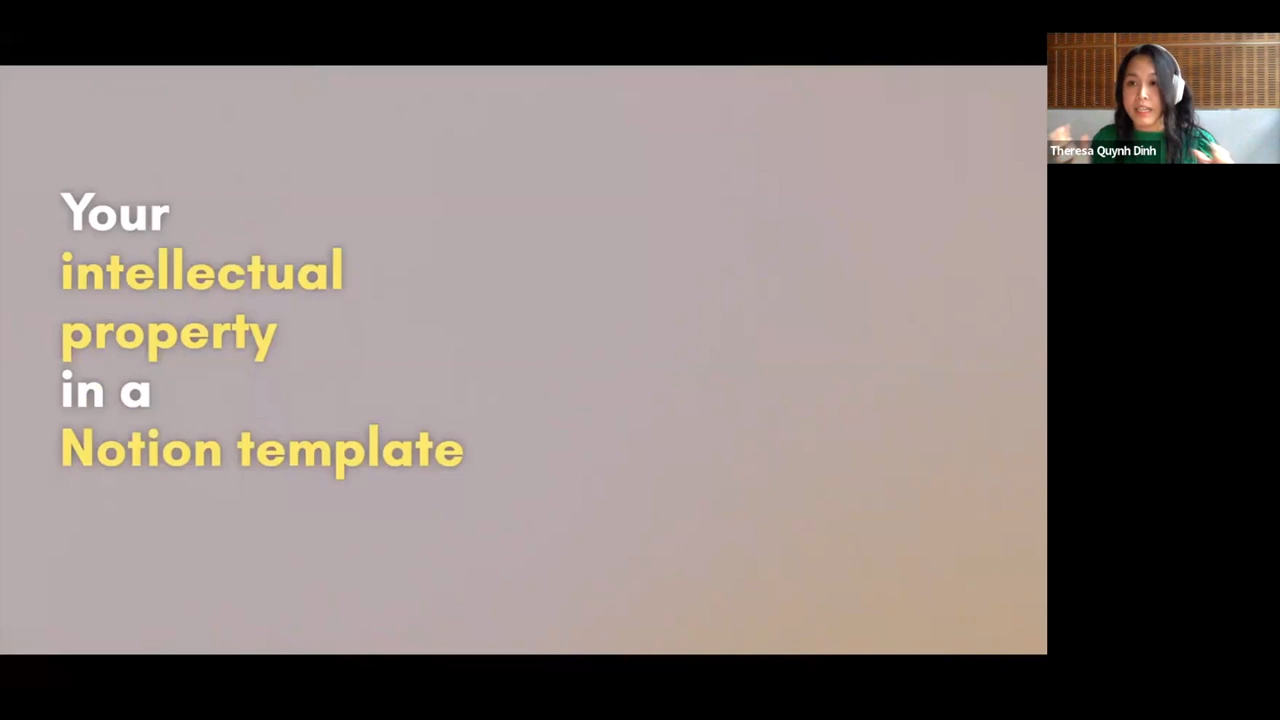 Your
intellectual
property
in a
Notion template
Theresa Quynh Dinh